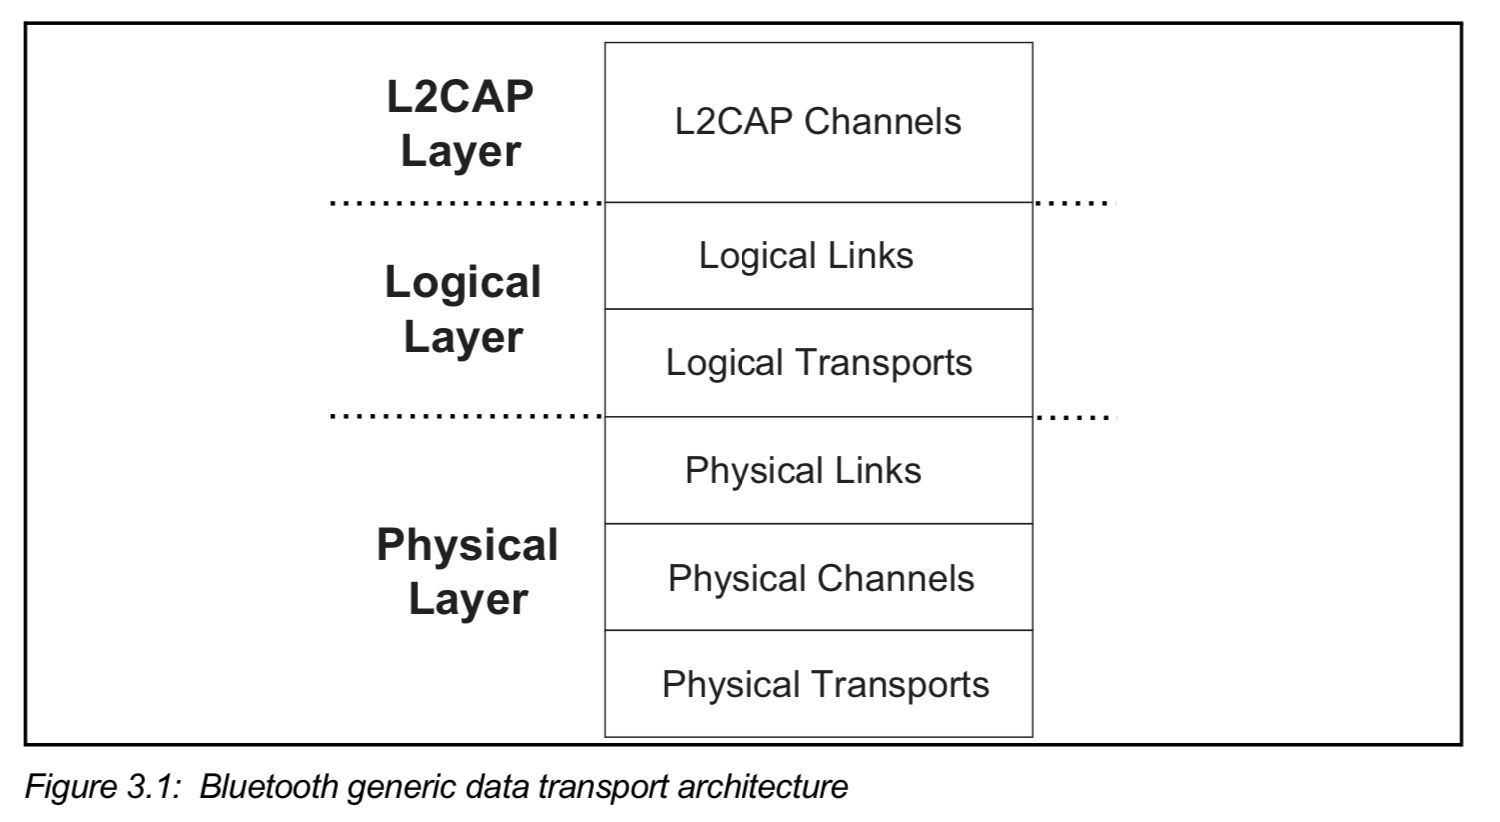 L2CAP
Layer
L2CAP Channels
Logical
Layer
Logical Links
Logical Transports
Physical
Layer
Physical Links
Physical Channels
Physical Transports
Figure 3.1: Bluetooth generic data transport architecture